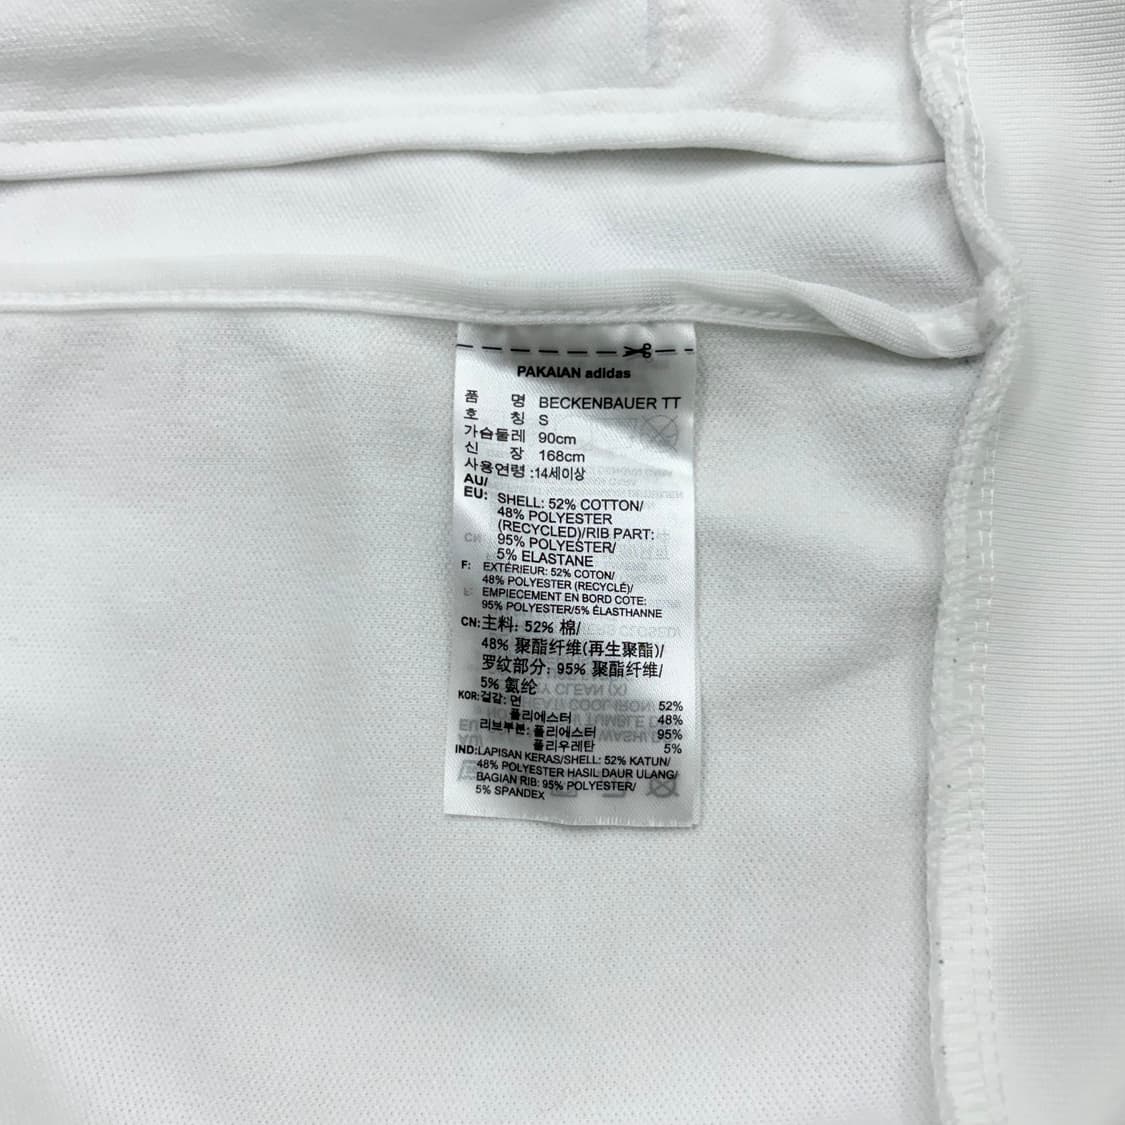 PAKAIAN adidas
품 명 BECKENBAUER TT
호 칭 S
가슴둘레 90cm
신 장 168cm
사용연령 :14세이상
AU/
EU: SHELL: 52% COTTON/
48% POLYESTER
(RECYCLED)/RIB PART:
95% POLYESTER/
5% ELASTANE
F: EXTÉRIEUR: 52% COTON/
48% POLYESTER (RECYCLÉ)/
EMPIECEMENT EN BORD COTE:
95% POLYESTER/5% ÉLASTHANNE
CN:主料: 52% 棉/
48% 聚酯纤维(再生聚酯)/
罗纹部分: 95% 聚酯纤维/
5% 氨纶
KOR:겉감: 면 52%
폴리에스터 48%
리브부분: 폴리에스터 95%
폴리우레탄 5%
IND:LAPISAN KERAS/SHELL: 52% KATUN/
48% POLYESTER HASIL DAUR ULANG/
BAGIAN RIB: 95% POLYESTER/
5% SPANDEX